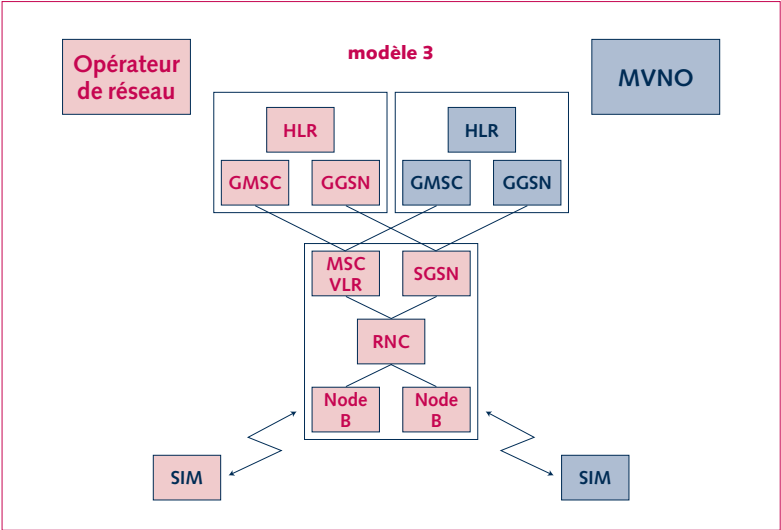 modèle 3
Opérateur
de réseau
MVNO
HLR
HLR
GMSC
GGSN
GMSC
GGSN
MSC
VLR
SGSN
RNC
Node
B
Node
B
SIM
SIM